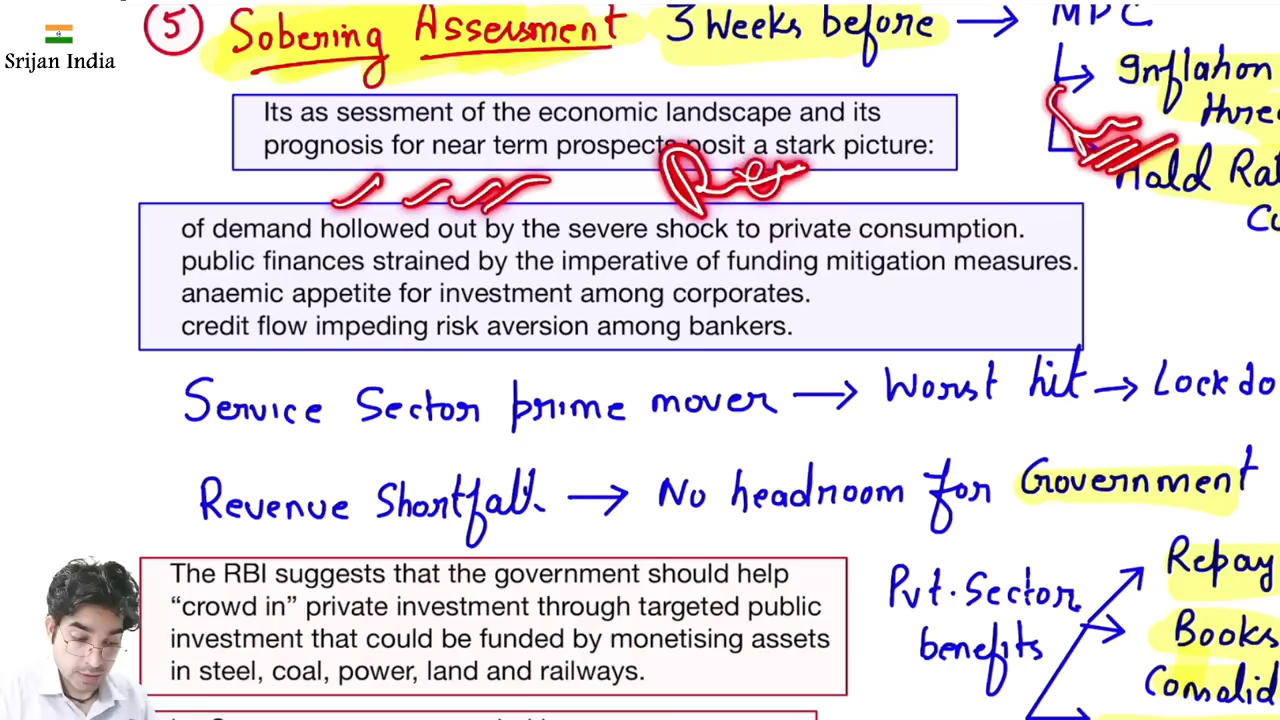 Srijan India
5 Sobering Assessment 3 Weeks before → MPC
Inflation
Its as sessment of the economic landscape and its
prognosis for near term prospects posit a stark picture:
Hold
of demand hollowed out by the severe shock to private consumption.
public finances strained by the imperative of funding mitigation measures.
anaemic appetite for investment among corporates.
credit flow impeding risk aversion among bankers.
Service Sector prime mover → Worst hit → Lockdo
Revenue Shortfall. → No headroom for Government
The RBI suggests that the government should help
“crowd in” private investment through targeted public
investment that could be funded by monetising assets
in steel, coal, power, land and railways.
Pvt. Sector
benefits
Repay
Books